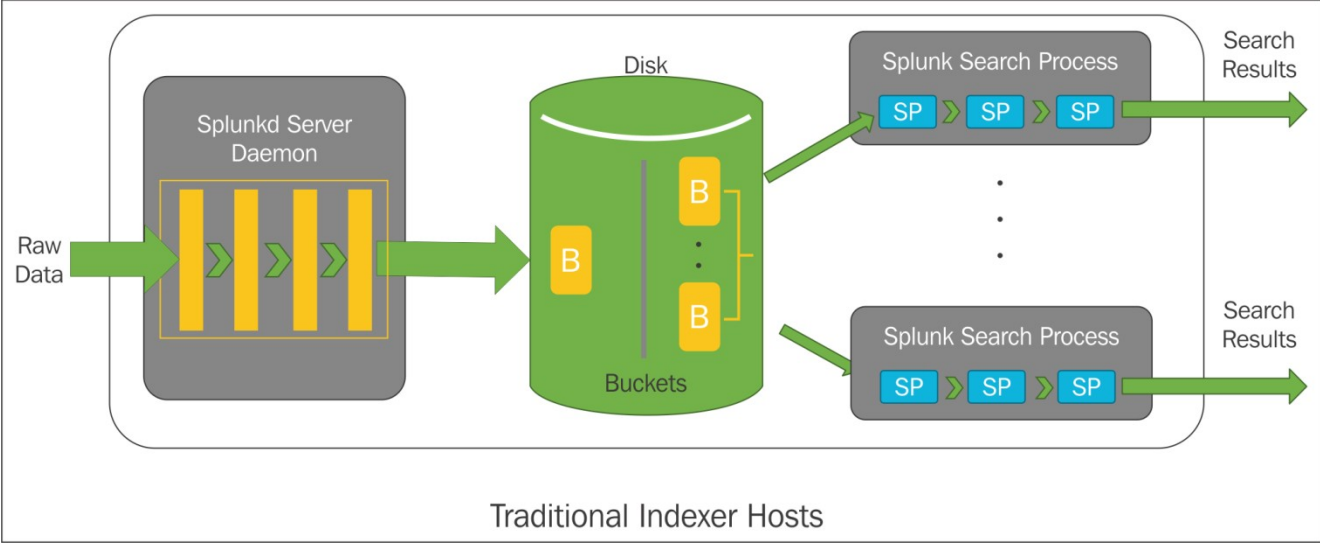 Raw
Data
Splunkd Server
Daemon
Disk
B
B
B
Buckets
Splunk Search Process
SP SP SP
Search
Results
Splunk Search Process
SP SP SP
Search
Results
Traditional Indexer Hosts